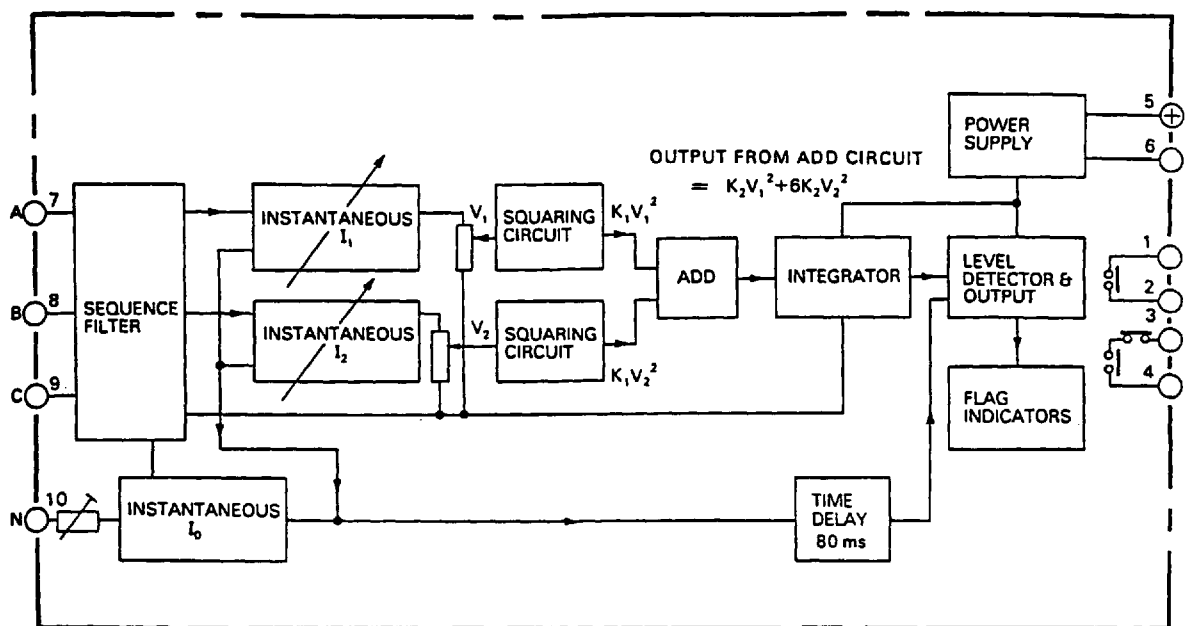 POWER
SUPPLY
5
6
OUTPUT FROM ADD CIRCUIT
= K₂V₁²+6K₂V₂²
A
7
B
8
C
9
SEQUENCE
FILTER
INSTANTANEOUS
I₁
V₁
SQUARING
CIRCUIT
K₁V₁²
INSTANTANEOUS
I₂
V₂
SQUARING
CIRCUIT
K₁V₂²
ADD
INTEGRATOR
LEVEL
DETECTOR &
OUTPUT
1
2
3
4
FLAG
INDICATORS
N
10
INSTANTANEOUS
I₀
TIME
DELAY
80 ms